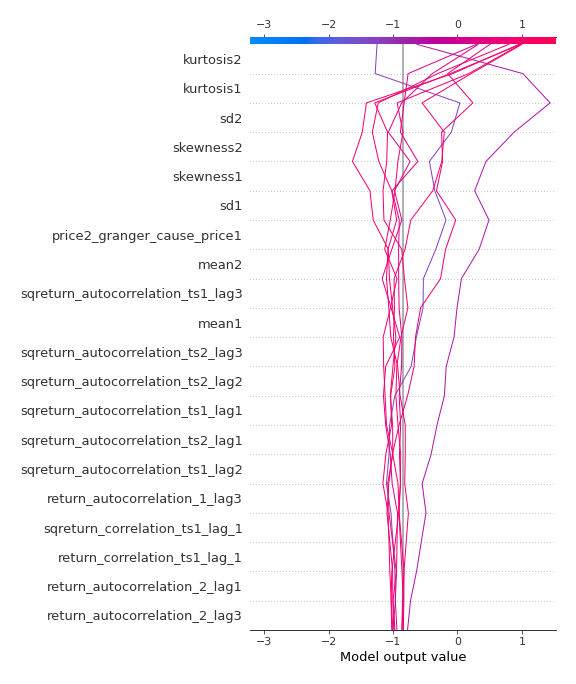 −3 −2 −1 0 1
kurtosis2
kurtosis1
sd2
skewness2
skewness1
sd1
price2_granger_cause_price1
mean2
sqreturn_autocorrelation_ts1_lag3
mean1
sqreturn_autocorrelation_ts2_lag3
sqreturn_autocorrelation_ts2_lag2
sqreturn_autocorrelation_ts1_lag1
sqreturn_autocorrelation_ts2_lag1
sqreturn_autocorrelation_ts1_lag2
return_autocorrelation_1_lag3
sqreturn_correlation_ts1_lag_1
return_correlation_ts1_lag_1
return_autocorrelation_2_lag1
return_autocorrelation_2_lag3
−3 −2 −1 0 1
Model output value